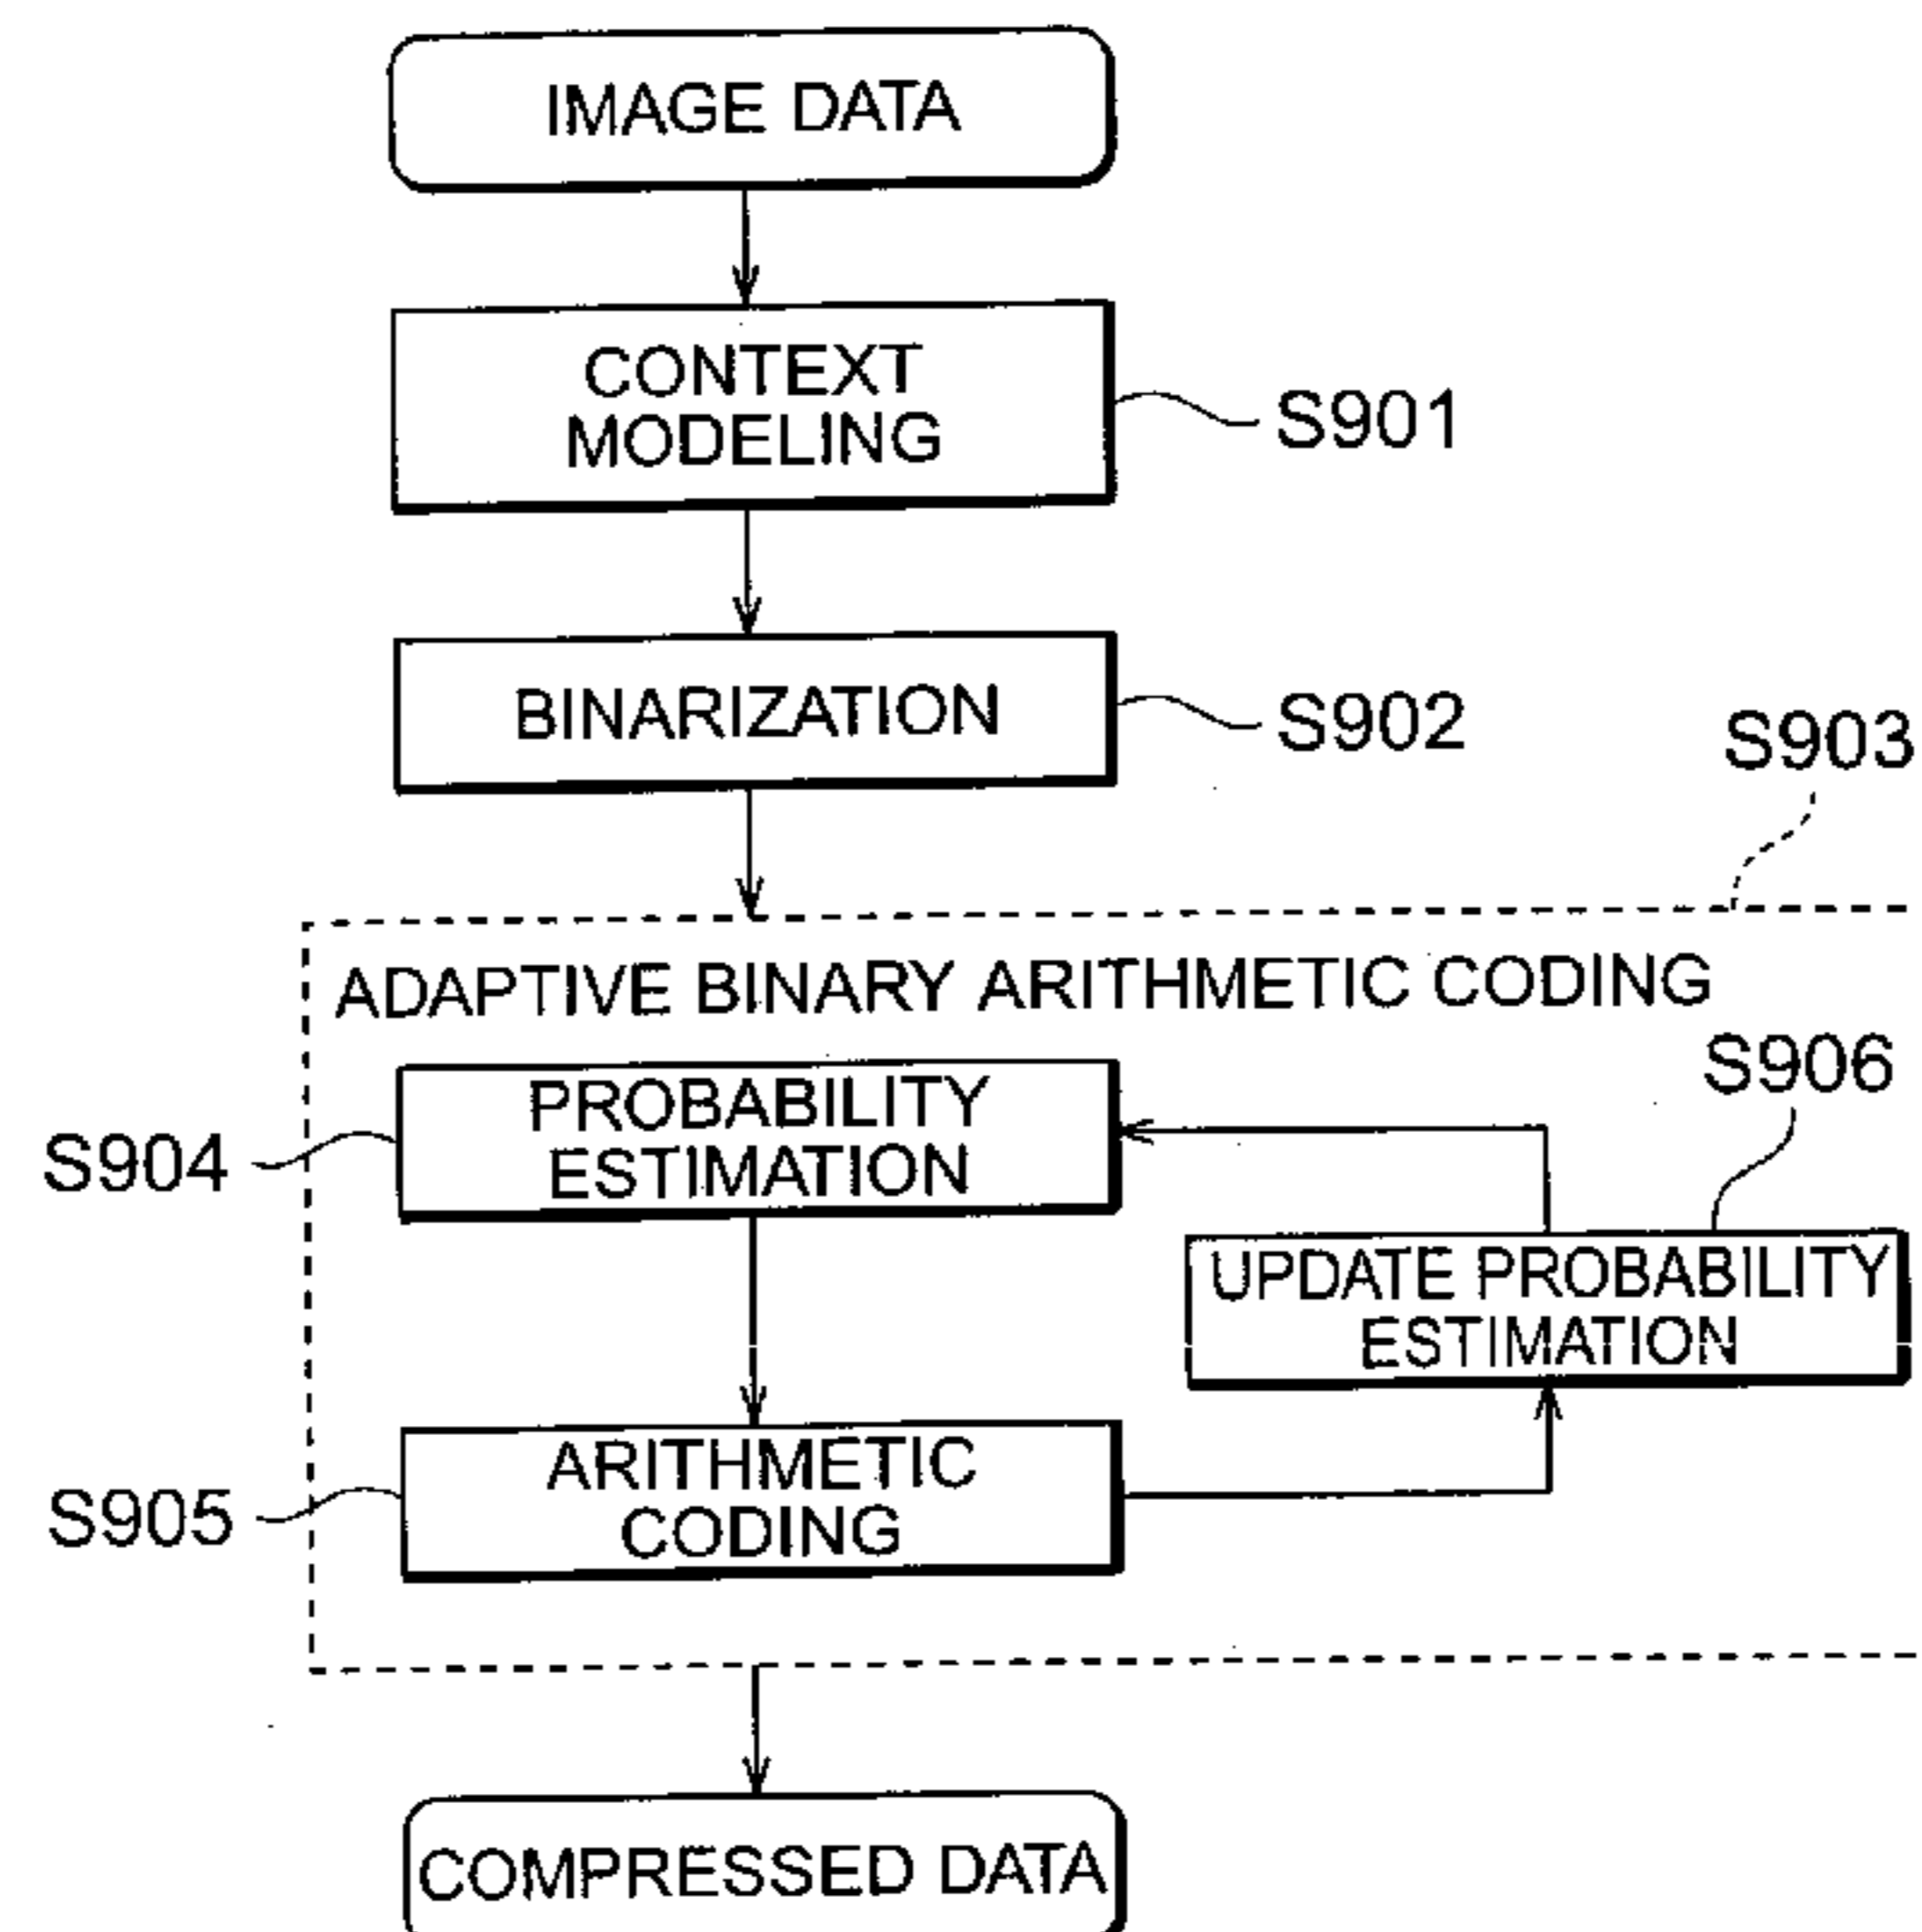 IMAGE DATA
CONTEXT
MODELING
S901
BINARIZATION
S902
S903
ADAPTIVE BINARY ARITHMETIC CODING
S906
PROBABILITY
ESTIMATION
S904
UPDATE PROBABILITY
ESTIMATION
ARITHMETIC
CODING
S905
COMPRESSED DATA